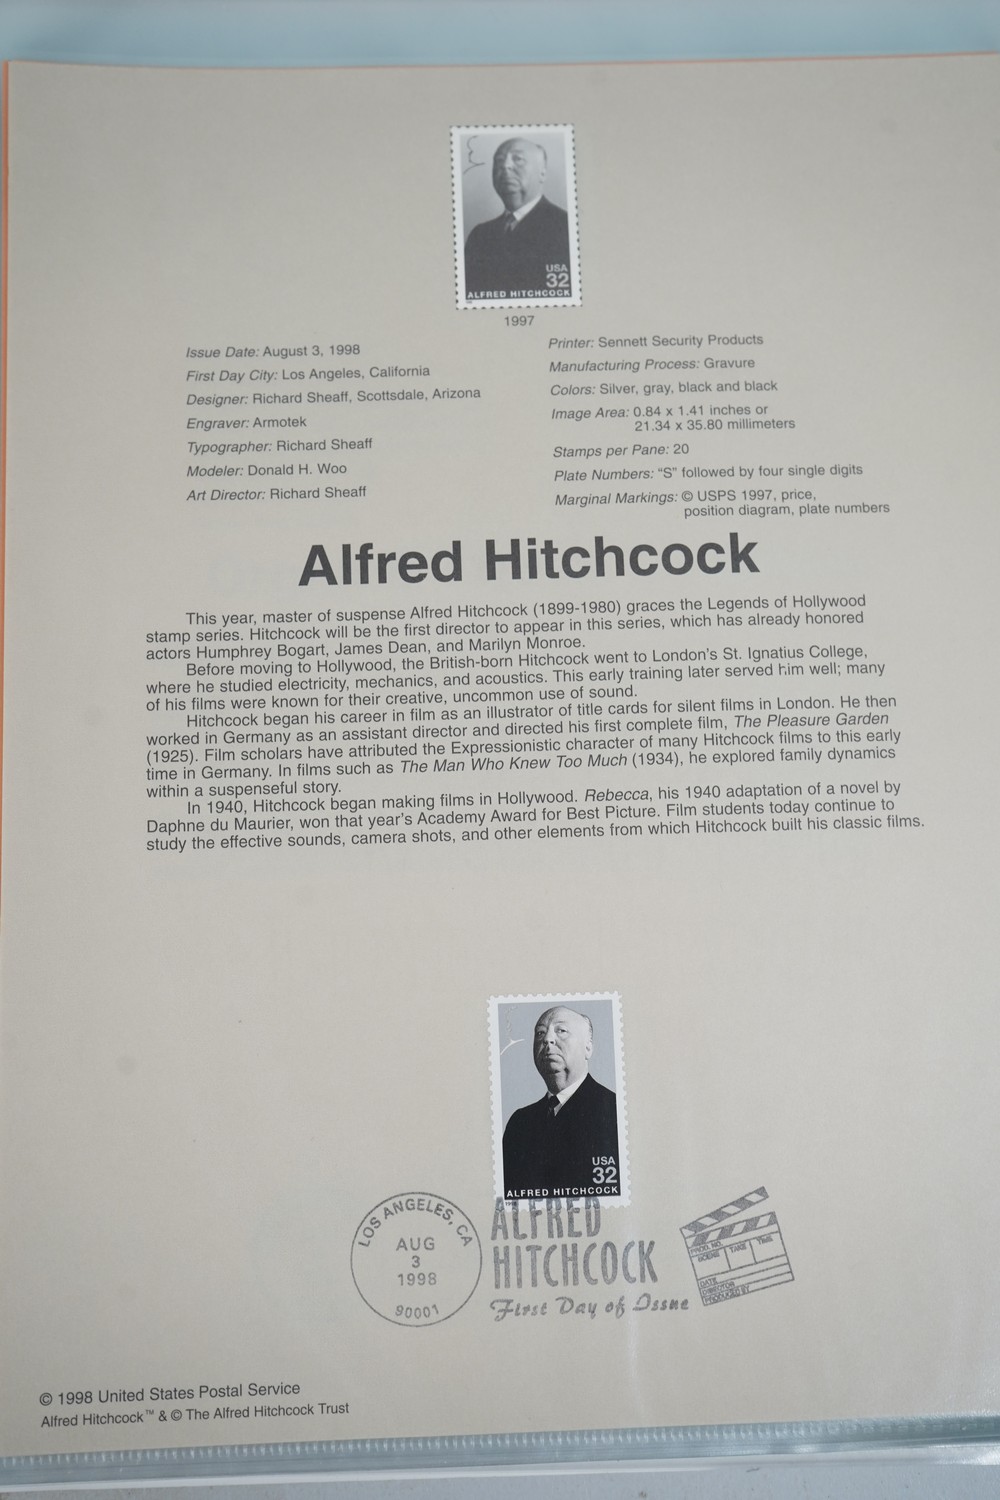 USA
32
ALFRED HITCHCOCK
1997
Issue Date: August 3, 1998
First Day City: Los Angeles, California
Designer: Richard Sheaff, Scottsdale, Arizona
Engraver: Armotek
Typographer: Richard Sheaff
Modeler: Donald H. Woo
Art Director: Richard Sheaff
Printer: Sennett Security Products
Manufacturing Process: Gravure
Colors: Silver, gray, black and black
Image Area: 0.84 x 1.41 inches or
21.34 x 35.80 millimeters
Stamps per Pane: 20
Plate Numbers: “S” followed by four single digits
Marginal Markings: © USPS 1997, price,
position diagram, plate numbers
Alfred Hitchcock
This year, master of suspense Alfred Hitchcock (1899-1980) graces the Legends of Hollywood
stamp series. Hitchcock will be the first director to appear in this series, which has already honored
actors Humphrey Bogart, James Dean, and Marilyn Monroe.
Before moving to Hollywood, the British-born Hitchcock went to London’s St. Ignatius College,
where he studied electricity, mechanics, and acoustics. This early training later served him well; many
of his films were known for their creative, uncommon use of sound.
Hitchcock began his career in film as an illustrator of title cards for silent films in London. He then
worked in Germany as an assistant director and directed his first complete film, The Pleasure Garden
(1925). Film scholars have attributed the Expressionistic character of many Hitchcock films to this early
time in Germany. In films such as The Man Who Knew Too Much (1934), he explored family dynamics
within a suspenseful story.
In 1940, Hitchcock began making films in Hollywood. Rebecca, his 1940 adaptation of a novel by
Daphne du Maurier, won that year’s Academy Award for Best Picture. Film students today continue to
study the effective sounds, camera shots, and other elements from which Hitchcock built his classic films.
USA
32
ALFRED HITCHCOCK
1998
LOS ANGELES, CA
AUG
3
1998
90001
ALFRED
HITCHCOCK
First Day of Issue
PROD. NO.
SCENE TAKE TIME
DATE
DIRECTOR
PRODUCED BY
© 1998 United States Postal Service
Alfred Hitchcock™ & © The Alfred Hitchcock Trust